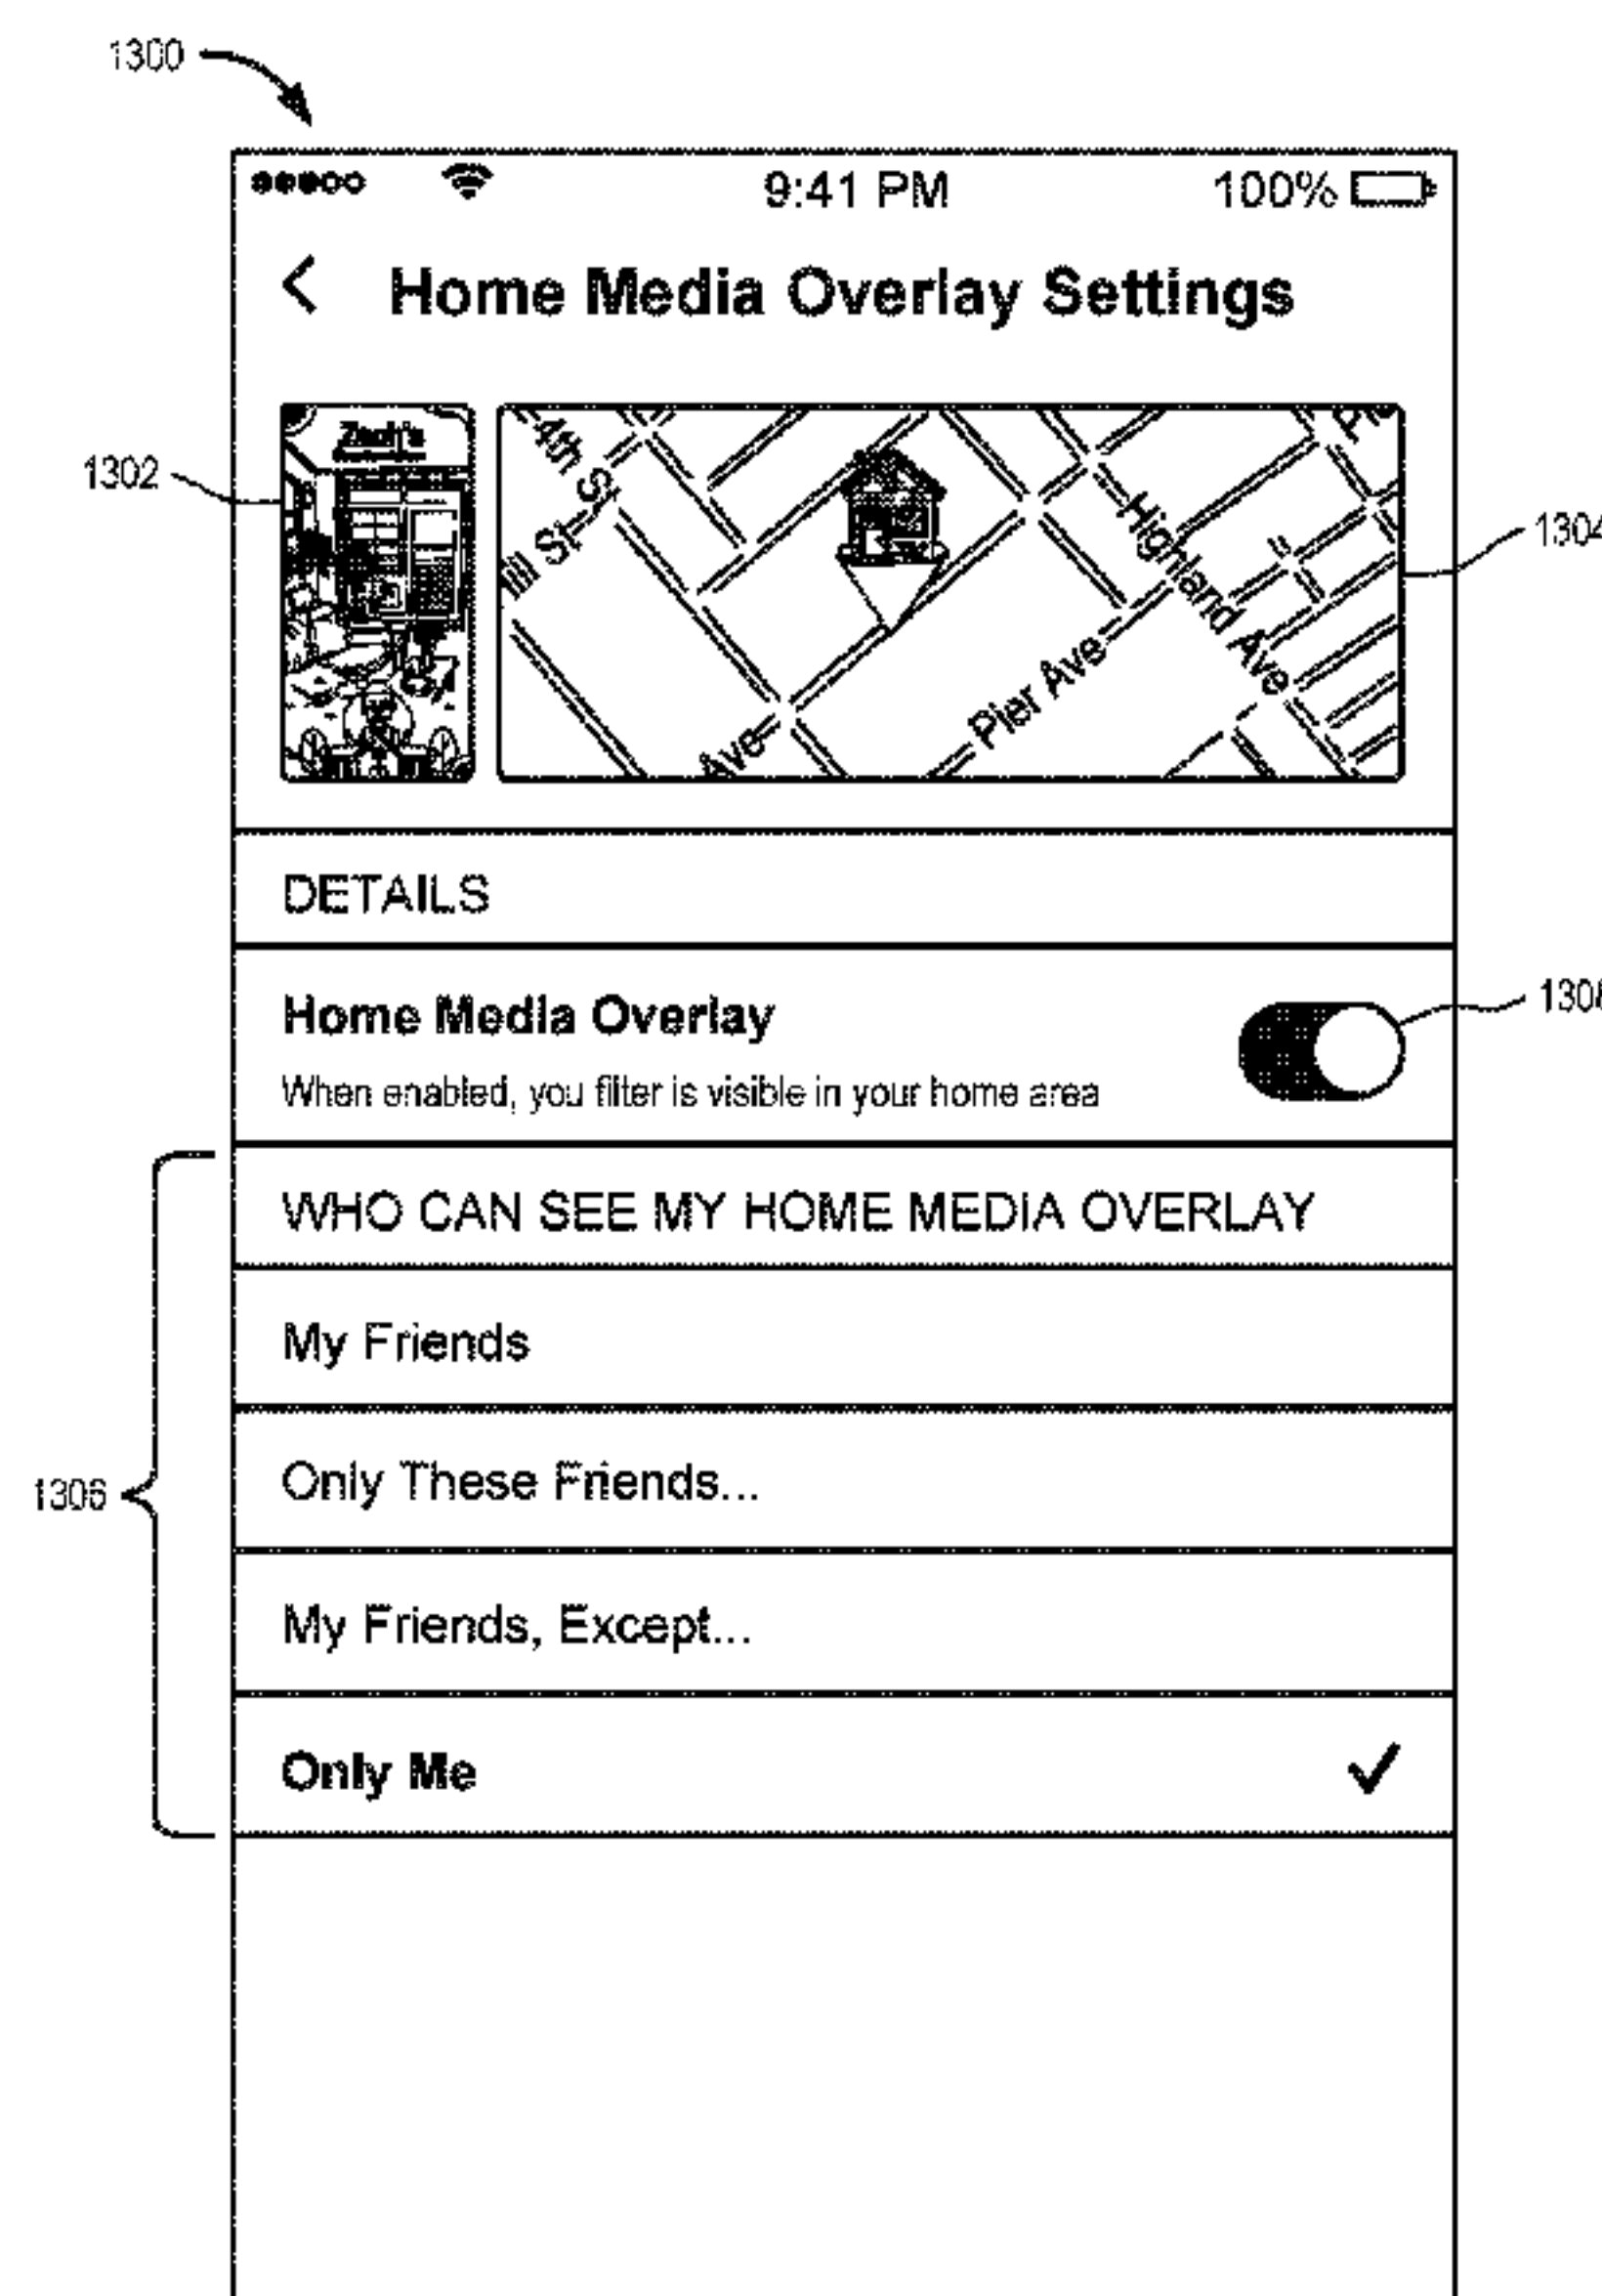 1300
9:41 PM
100%
Home Media Overlay Settings
Zach's
1302
4th St
Highland Ave
Pier Ave
Ave
1304
DETAILS
Home Media Overlay
When enabled, you filter is visible in your home area
WHO CAN SEE MY HOME MEDIA OVERLAY
My Friends
Only These Friends...
1306
My Friends, Except...
Only Me